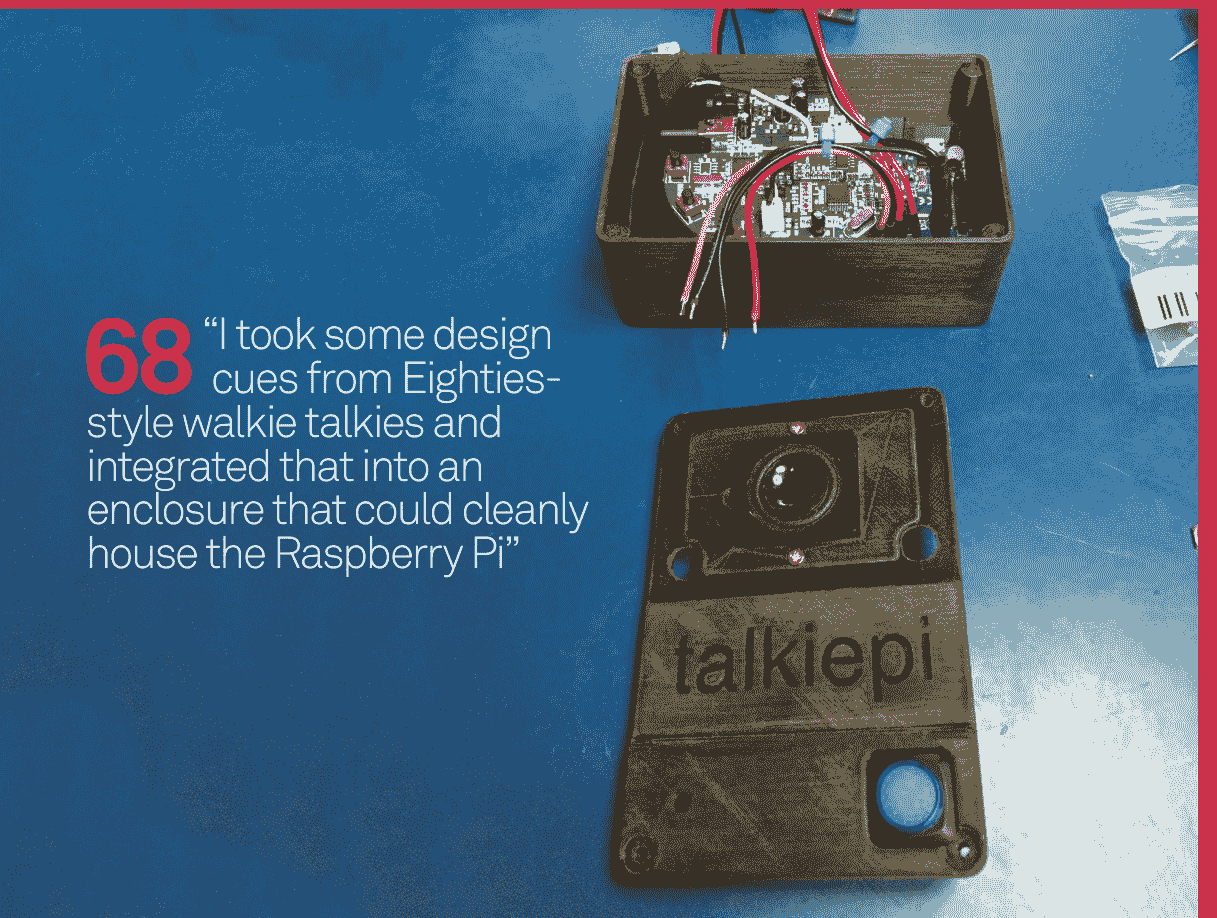 68 “I took some design
cues from Eighties-
style walkie talkies and
integrated that into an
enclosure that could cleanly
house the Raspberry Pi”
talkiepi